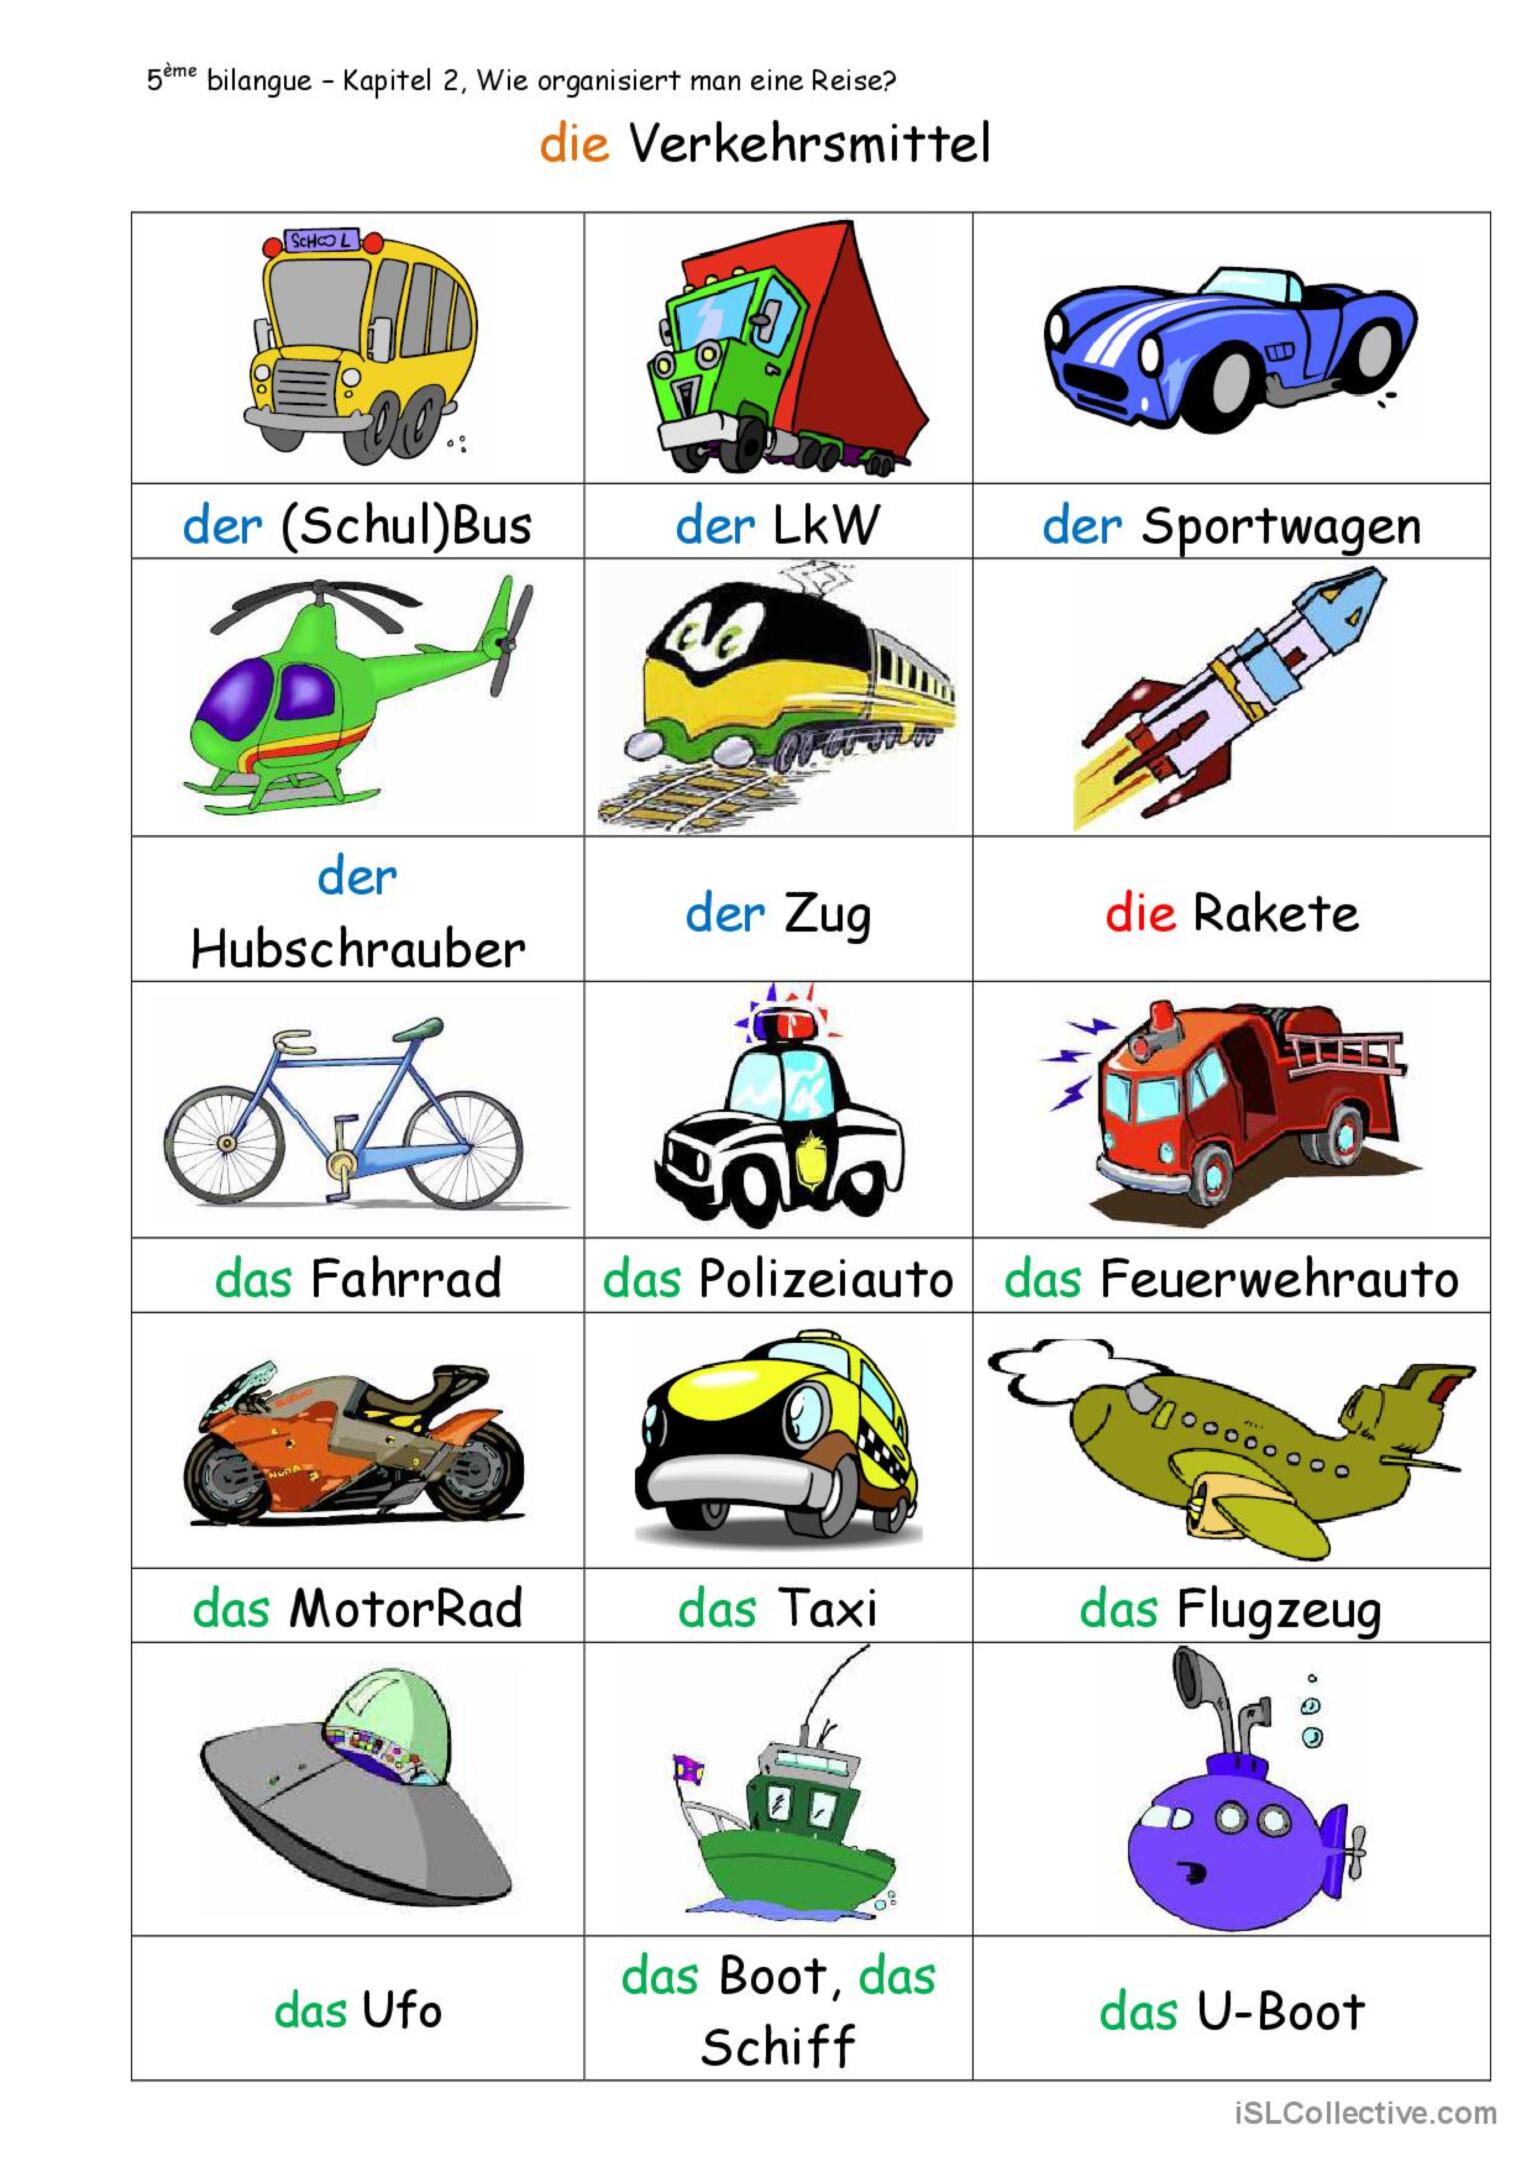 5ème bilangue – Kapitel 2, Wie organisiert man eine Reise?
die Verkehrsmittel
SCHOOL
der (Schul)Bus
der LkW
der Sportwagen
der
Hubschrauber
der Zug
die Rakete
das Fahrrad
das Polizeiauto
das Feuerwehrauto
das MotorRad
das Taxi
das Flugzeug
das Ufo
das Boot, das
Schiff
das U-Boot
iSLCollective.com